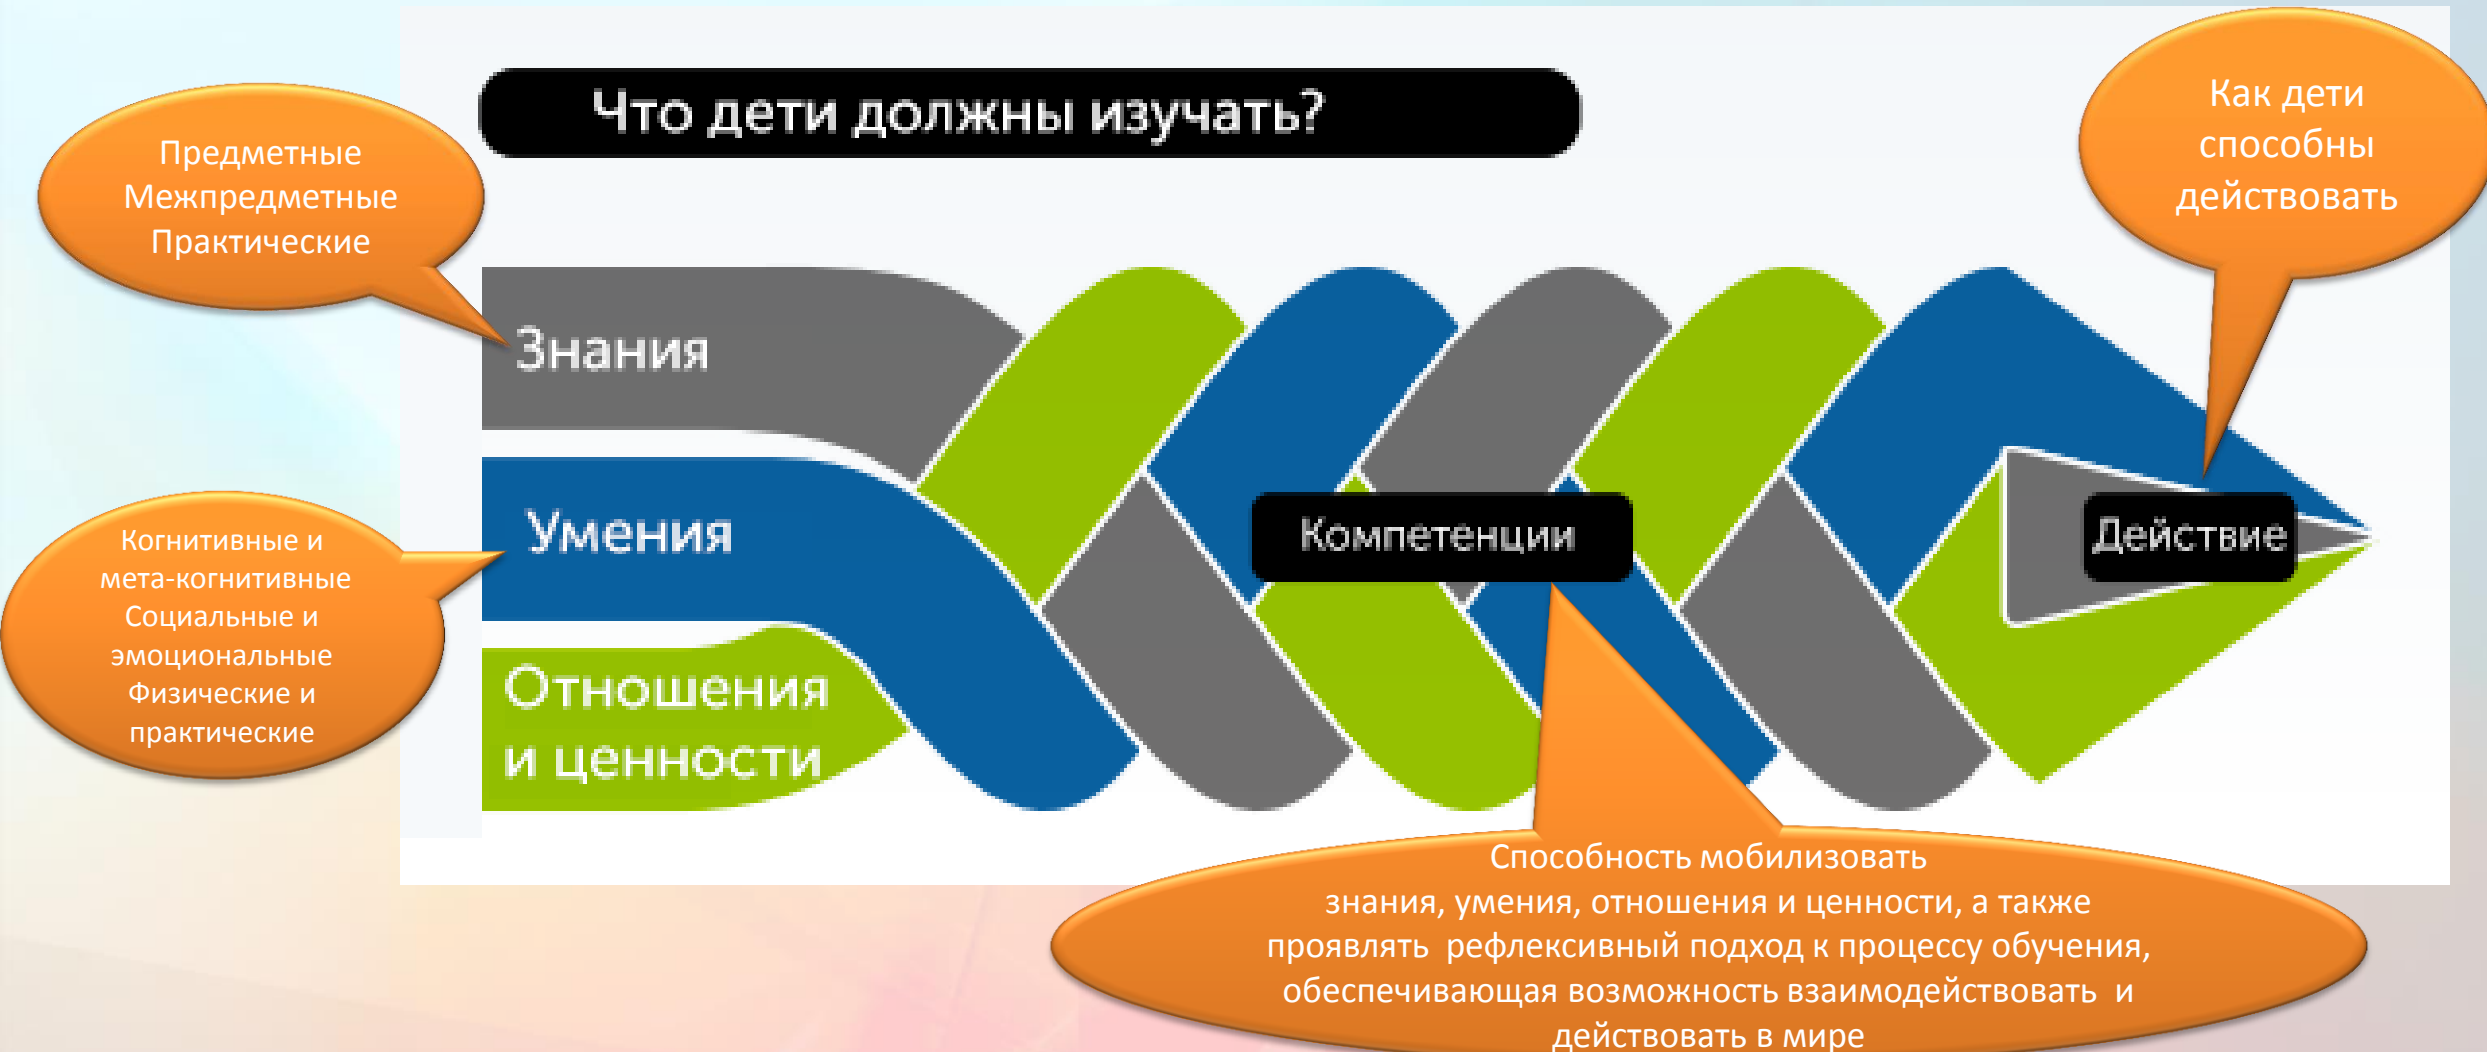 Что дети должны изучать?
Предметные
Межпредметные
Практические
Как дети
способны
действовать
Знания
Умения
Отношения
и ценности
Когнитивные и
мета-когнитивные
Социальные и
эмоциональные
Физические и
практические
Компетенции
Действие
Способность мобилизовать
знания, умения, отношения и ценности, а также
проявлять рефлексивный подход к процессу обучения,
обеспечивающая возможность взаимодействовать и
действовать в мире